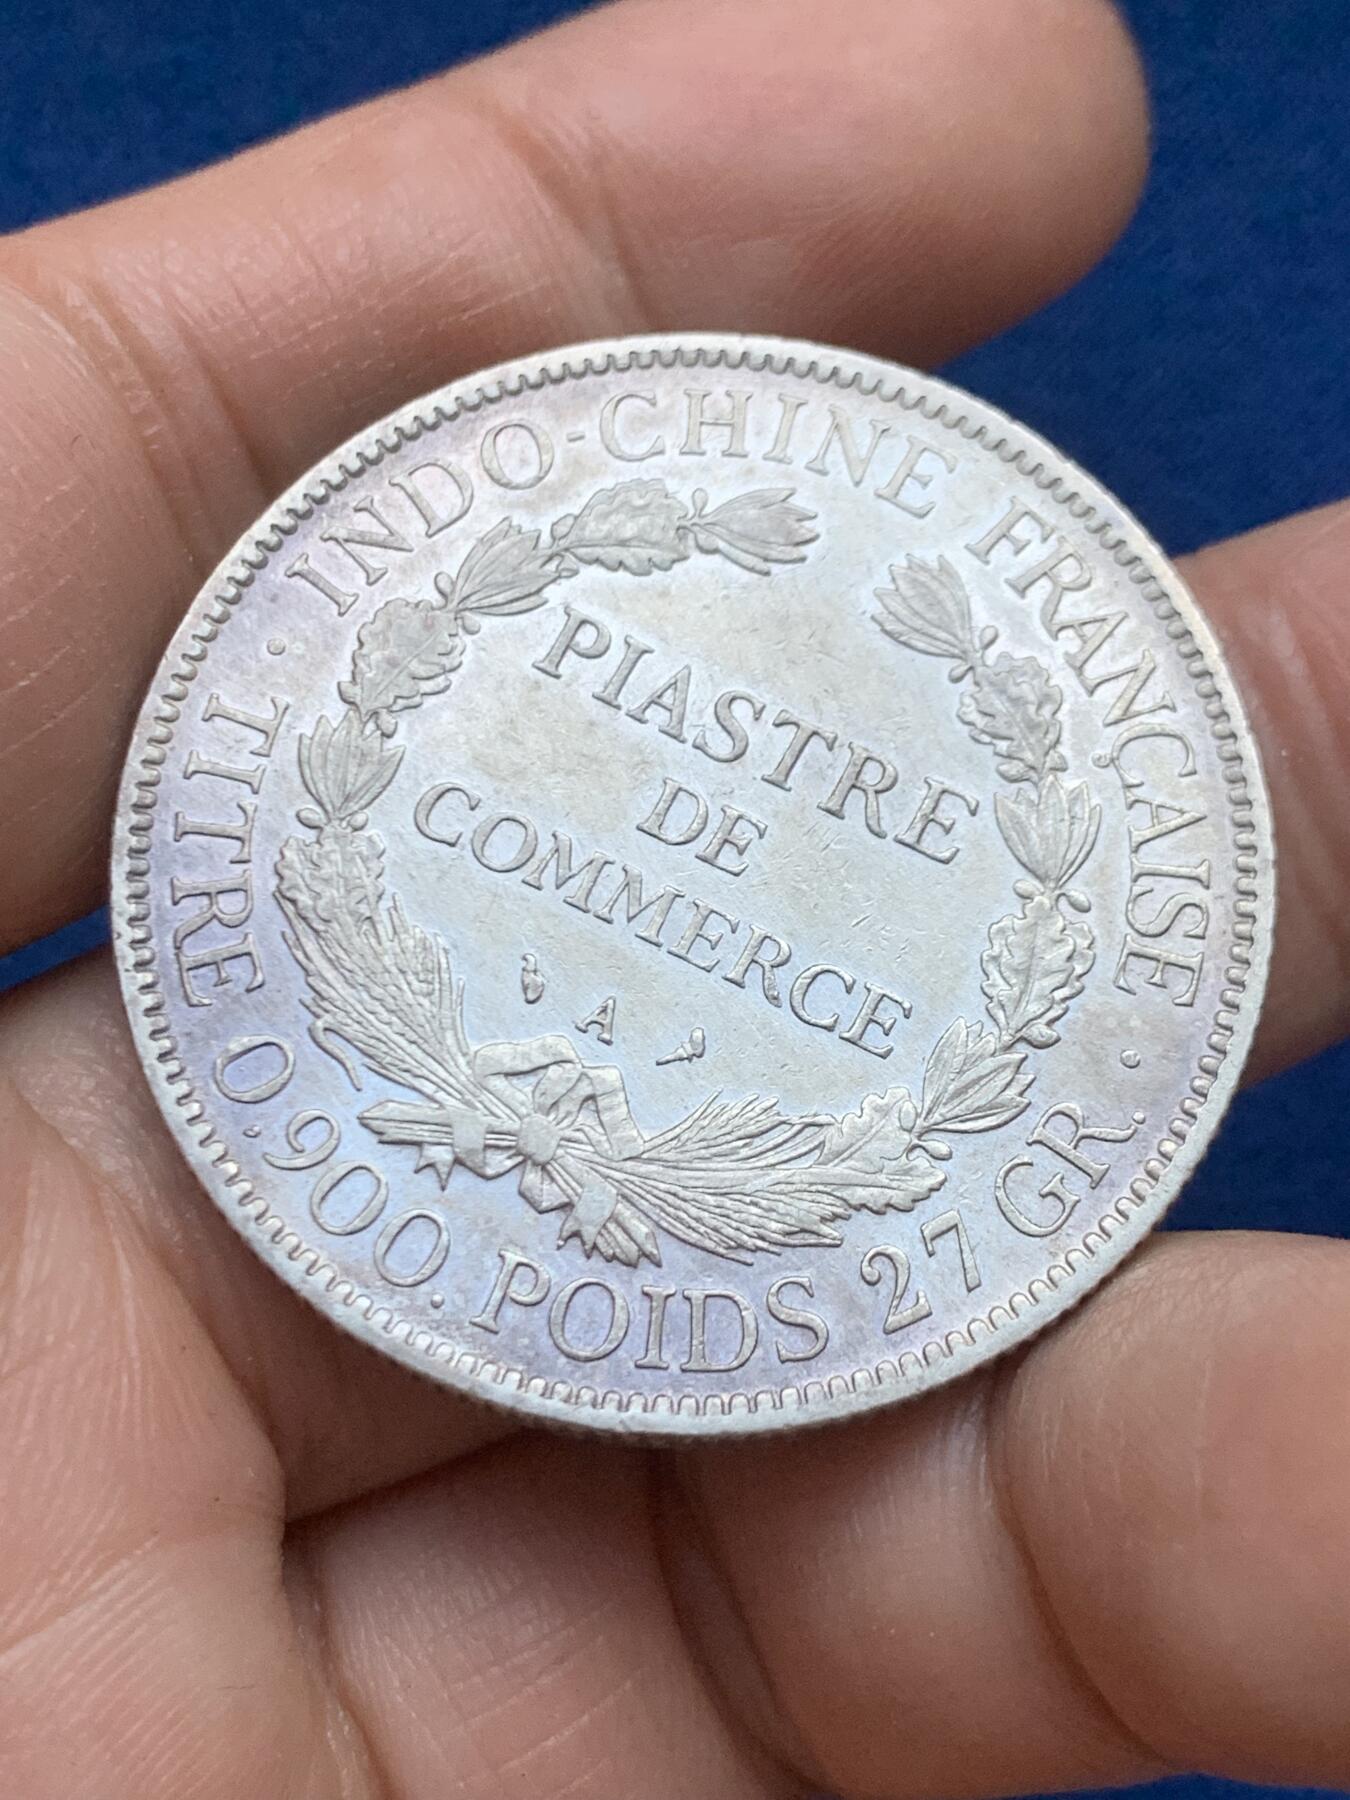 INDO-CHINE FRANÇAISE
PIASTRE
DE
COMMERCE
A
TITRE 0,900. POIDS 27 GR.